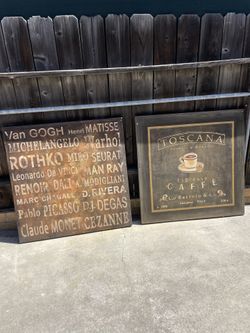 Van GOGH Henri MATISSE
MICHELANGELO Warhol
ROTHKO MIRO SEURAT
Leonardo Da VINCI MAN RAY
RENOIR DALI A. MODIGLIANI
MARC CHAGALL D. RIVERA
Pablo PICASSO DEGAS
Claude MONET CEZANNE
TOSCANA
CAFFÈ